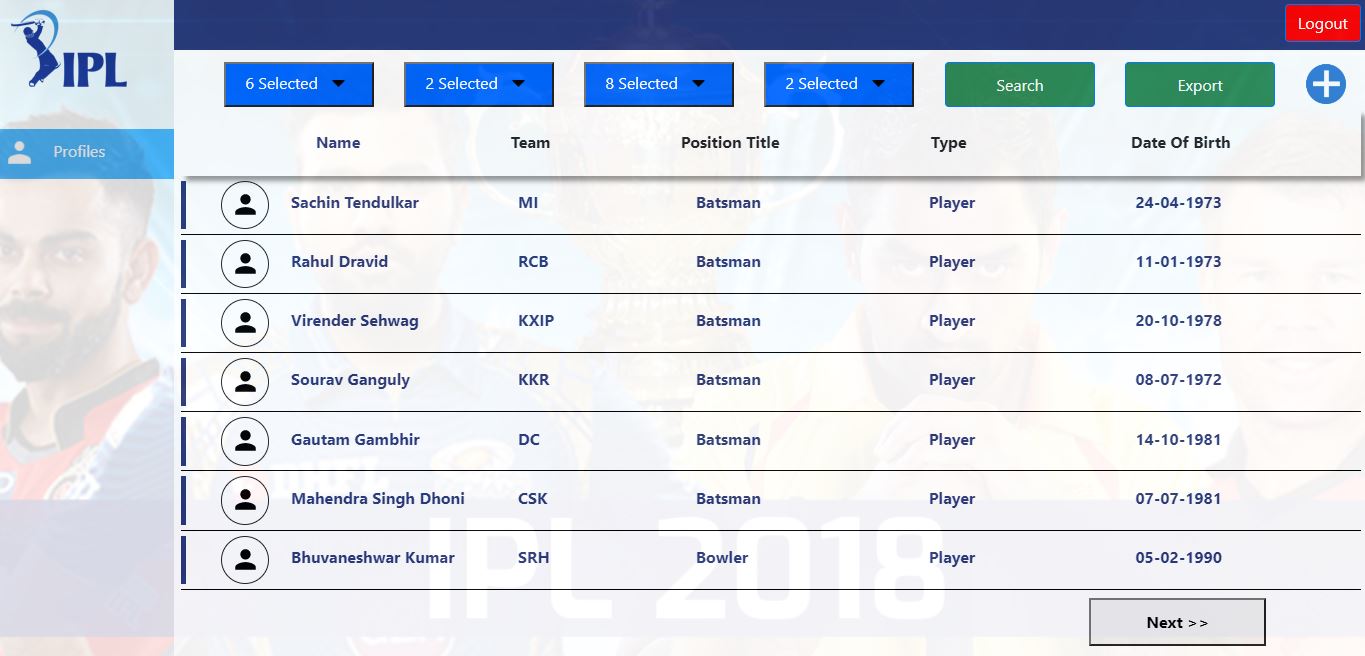 IPL
Logout
6 Selected 2 Selected 8 Selected 2 Selected Search Export
Profiles
Name Team Position Title Type Date Of Birth
Sachin Tendulkar MI Batsman Player 24-04-1973
Rahul Dravid RCB Batsman Player 11-01-1973
Virender Sehwag KXIP Batsman Player 20-10-1978
Sourav Ganguly KKR Batsman Player 08-07-1972
Gautam Gambhir DC Batsman Player 14-10-1981
Mahendra Singh Dhoni CSK Batsman Player 07-07-1981
Bhuvaneshwar Kumar SRH Bowler Player 05-02-1990
IPL 2018
Next >>